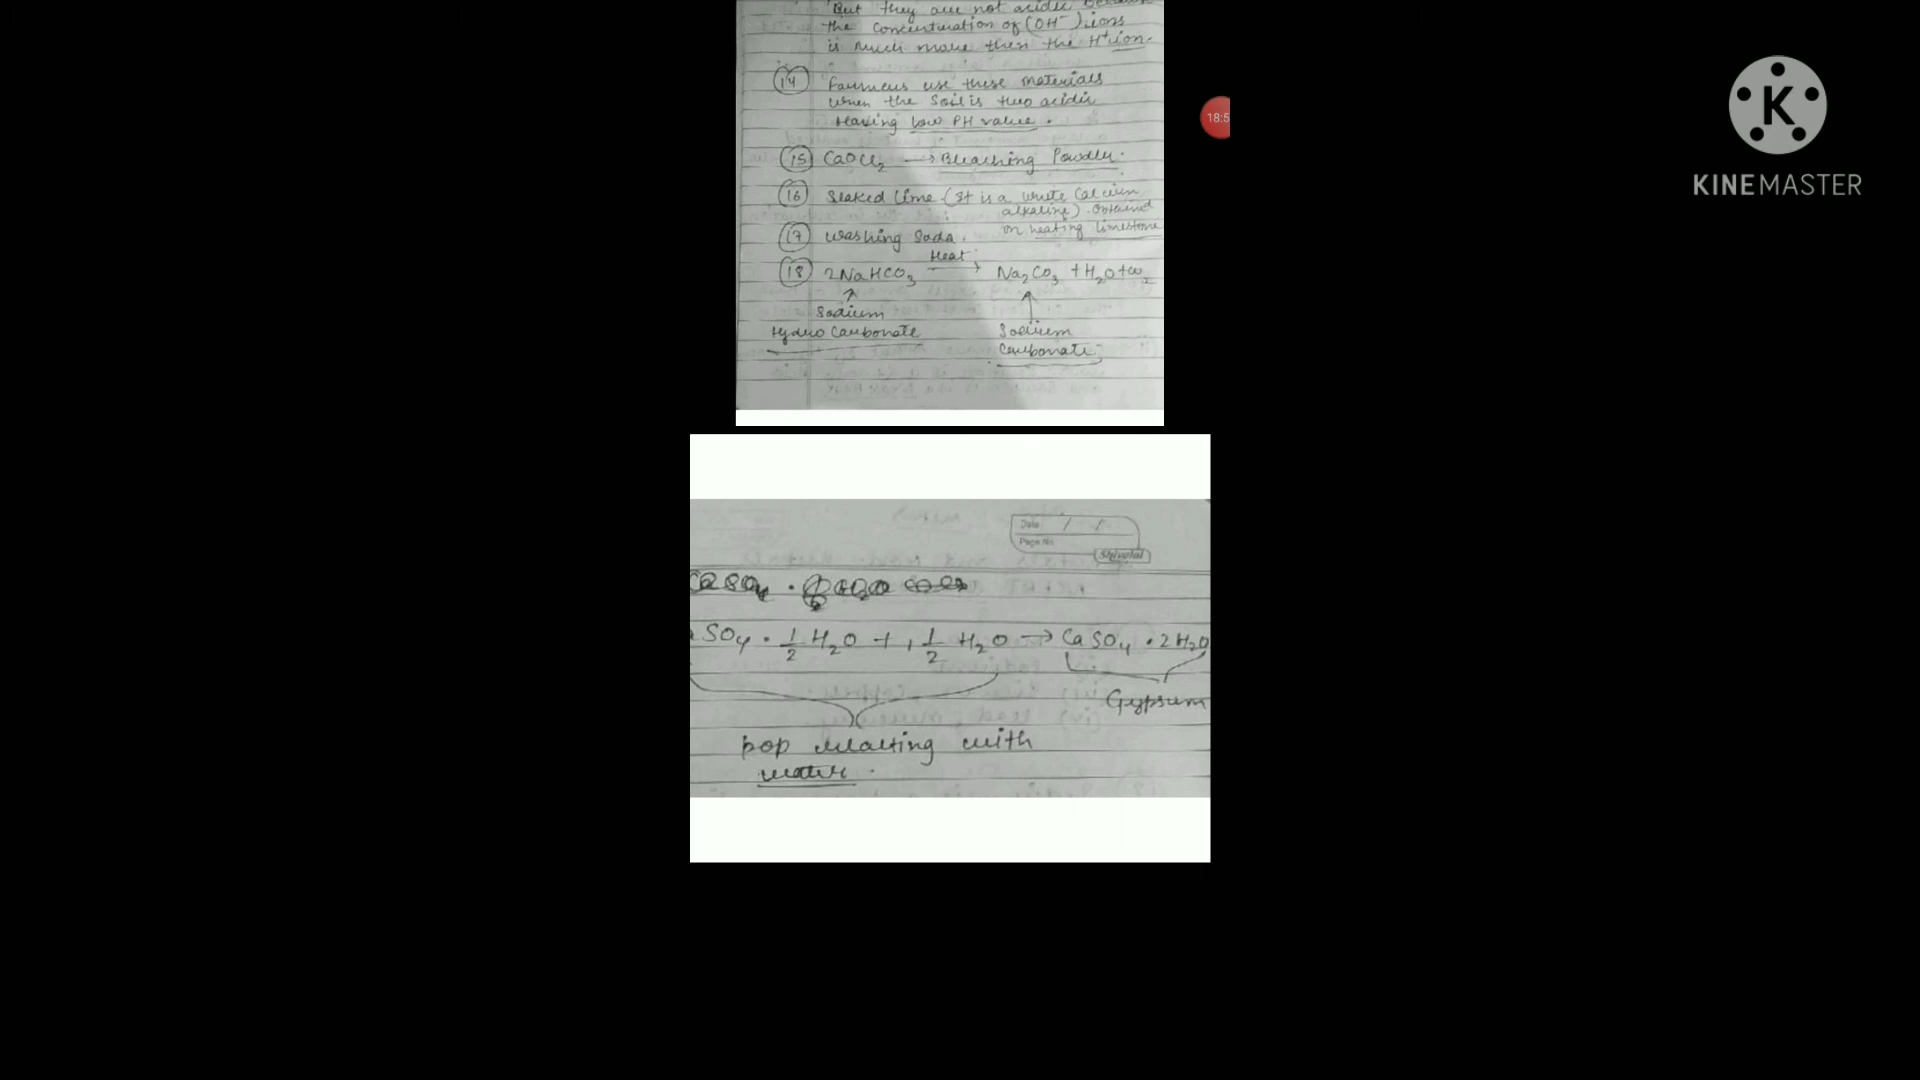 But they are not acidic because
the concentration of (OH⁻) ions
is much more then the H⁺ ion.
(14) Farmers use these materials
when the soil is two acidic
Having low PH value.
(15) CaOCl₂ → Bleaching Powder.
(16) Slaked lime. (It is a white calcium
alkaline). Obtained
on heating limestone
(17) Washing Soda.
Heat
(18) 2NaHCO₃ → Na₂CO₃ + H₂O + CO₂
Sodium
Hydro Carbonate
Sodium
Carbonate
18:5
KINEMASTER
Date / /
Page No.
Shivalal
SO₄ · 1/2 H₂O + 1 1/2 H₂O → CaSO₄ · 2H₂O
Gypsum
pop reacting with
water.